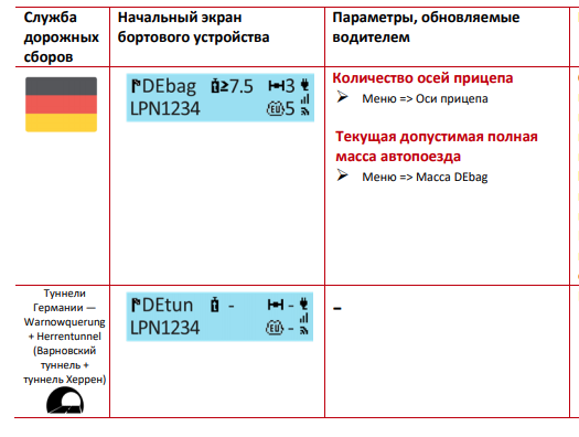 Служба
дорожных
сборов
Начальный экран
бортового устройства
Параметры, обновляемые
водителем
DEbag ≥7.5 3
LPN1234 EU 5
Количество осей прицепа
➤ Меню => Оси прицепа
Текущая допустимая полная
масса автопоезда
➤ Меню => Масса DEbag
Туннели
Германии —
Warnowquerung
+ Herrentunnel
(Варновский
туннель +
туннель Херрен)
DEtun - -
LPN1234 EU -
–